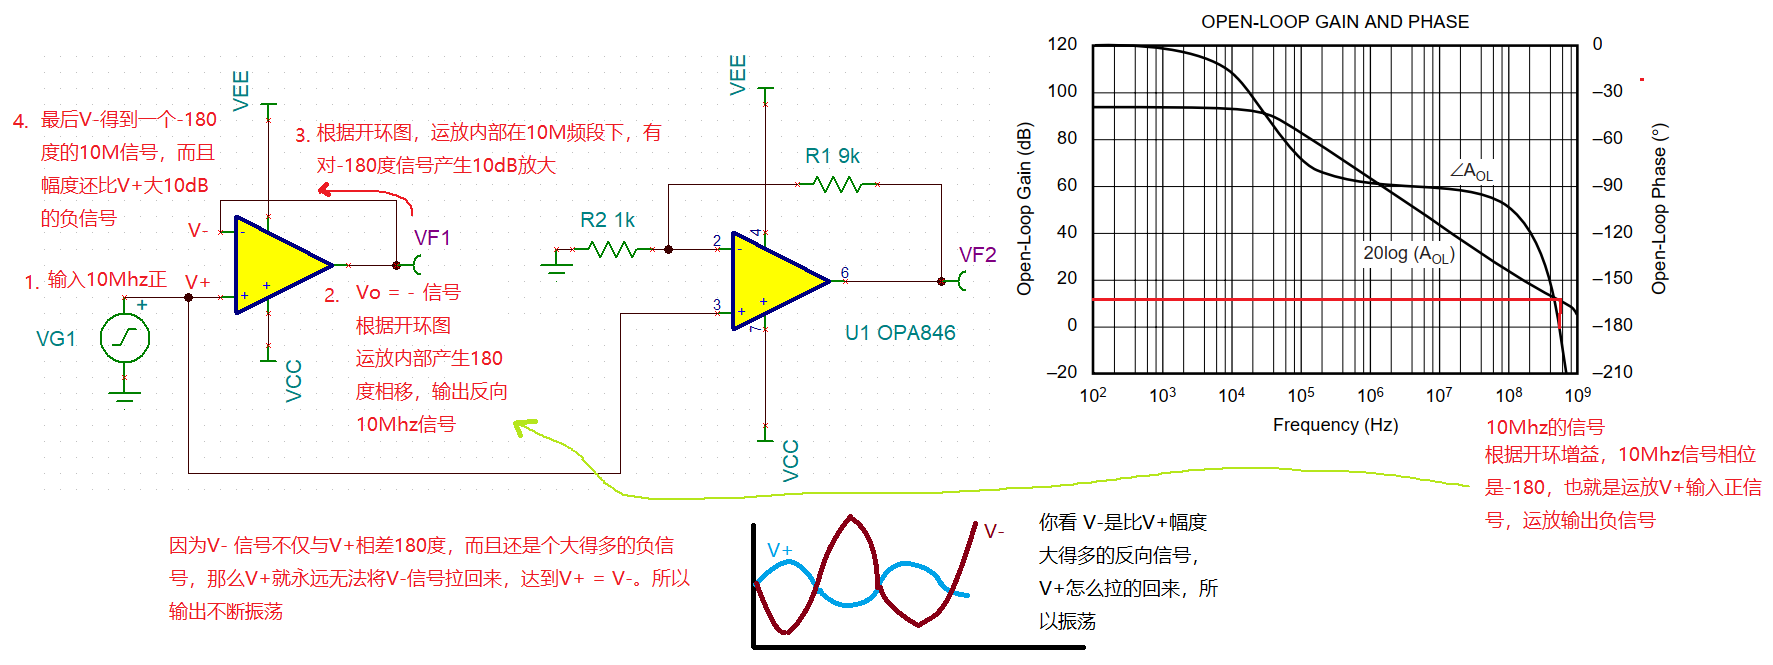 4. 最后V-得到一个-180
度的10M信号，而且
幅度还比V+大10dB
的负信号
VEE
3. 根据开环图，运放内部在10M频段下，有
对-180度信号产生10dB放大
V-
-
VF1
1. 输入10Mhz正
V+
+
+
+
VG1
VCC
2. Vo = - 信号
根据开环图
运放内部产生180
度相移，输出反向
10Mhz信号
VEE
R1 9k
R2 1k
2
-
4
VF2
6
3
+
+
7
U1 OPA846
VCC
OPEN-LOOP GAIN AND PHASE
Open-Loop Gain (dB)
120
100
80
60
40
20
0
–20
∠AOL
20log (AOL)
0
–30
–60
–90
–120
–150
–180
–210
Open-Loop Phase (°)
10² 10³ 10⁴ 10⁵ 10⁶ 10⁷ 10⁸ 10⁹
Frequency (Hz)
10Mhz的信号
根据开环增益，10Mhz信号相位
是-180，也就是运放V+输入正信
号，运放输出负信号
因为V- 信号不仅与V+相差180度，而且还是个大得多的负信
号，那么V+就永远无法将V-信号拉回来，达到V+ = V-。所以
输出不断振荡
V+
V-
你看 V-是比V+幅度
大得多的反向信号，
V+怎么拉的回来，所
以振荡